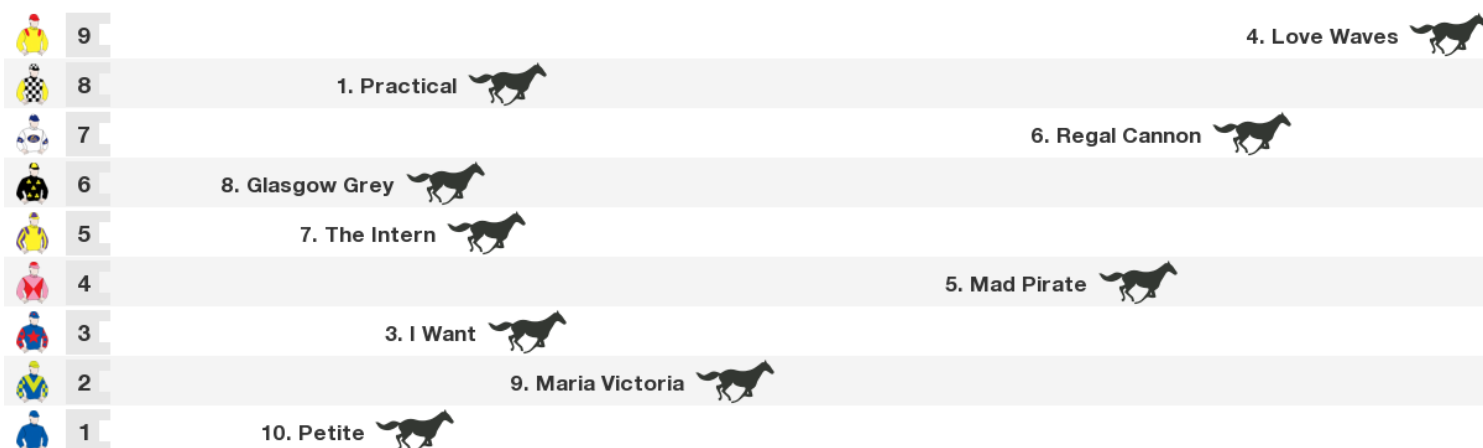 9 4. Love Waves
8 1. Practical
7 6. Regal Cannon
6 8. Glasgow Grey
5 7. The Intern
4 5. Mad Pirate
3 3. I Want
2 9. Maria Victoria
1 10. Petite